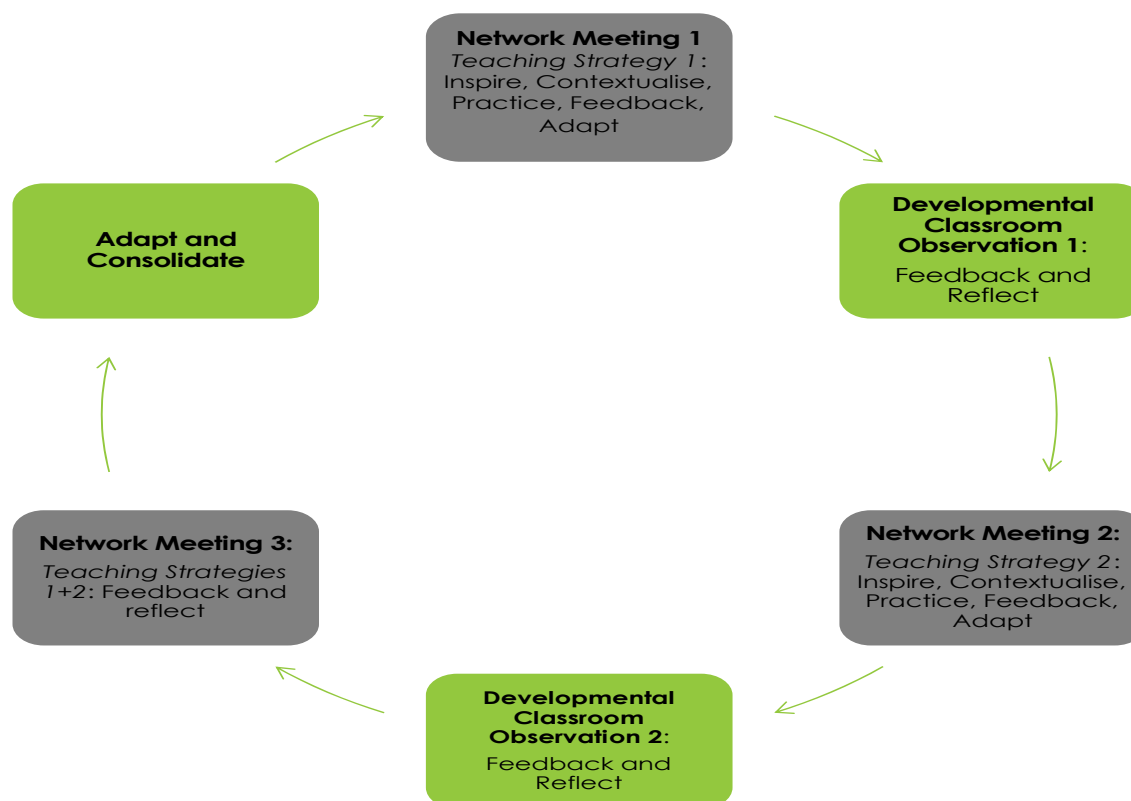 Network Meeting 1
Teaching Strategy 1:
Inspire, Contextualise,
Practice, Feedback,
Adapt
Developmental
Classroom
Observation 1:
Feedback and
Reflect
Network Meeting 2:
Teaching Strategy 2:
Inspire, Contextualise,
Practice, Feedback,
Adapt
Developmental
Classroom
Observation 2:
Feedback and
Reflect
Network Meeting 3:
Teaching Strategies
1+2: Feedback and
reflect
Adapt and
Consolidate